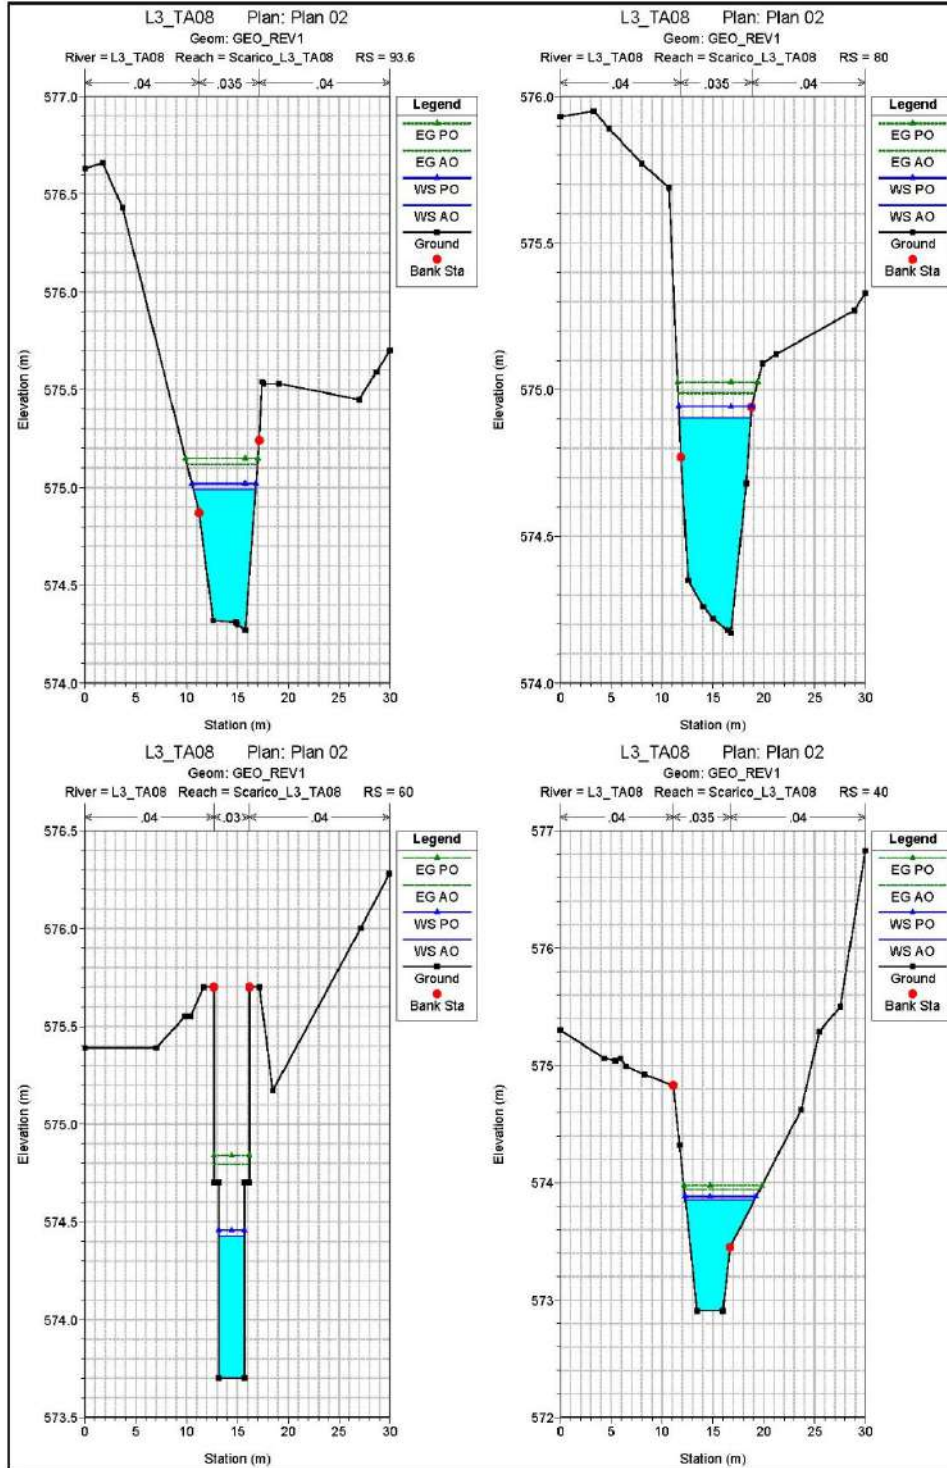 L3_TA08 Plan: Plan 02
Geom: GEO_REV1
River = L3_TA08 Reach = Scarico_L3_TA08 RS = 93.6
.04 .035 .04
577.0
576.5
576.0
575.5
575.0
574.5
574.0
Elevation (m)
0 5 10 15 20 25 30
Station (m)
Legend
EG PO
EG AO
WS PO
WS AO
Ground
Bank Sta
L3_TA08 Plan: Plan 02
Geom: GEO_REV1
River = L3_TA08 Reach = Scarico_L3_TA08 RS = 80
.04 .035 .04
576.0
575.5
575.0
574.5
574.0
Elevation (m)
0 5 10 15 20 25 30
Station (m)
Legend
EG PO
EG AO
WS PO
WS AO
Ground
Bank Sta
L3_TA08 Plan: Plan 02
Geom: GEO_REV1
River = L3_TA08 Reach = Scarico_L3_TA08 RS = 60
.04 .03 .04
576.5
576.0
575.5
575.0
574.5
574.0
573.5
Elevation (m)
0 5 10 15 20 25 30
Station (m)
Legend
EG PO
EG AO
WS PO
WS AO
Ground
Bank Sta
L3_TA08 Plan: Plan 02
Geom: GEO_REV1
River = L3_TA08 Reach = Scarico_L3_TA08 RS = 40
.04 .035 .04
577
576
575
574
573
572
Elevation (m)
0 5 10 15 20 25 30
Station (m)
Legend
EG PO
EG AO
WS PO
WS AO
Ground
Bank Sta